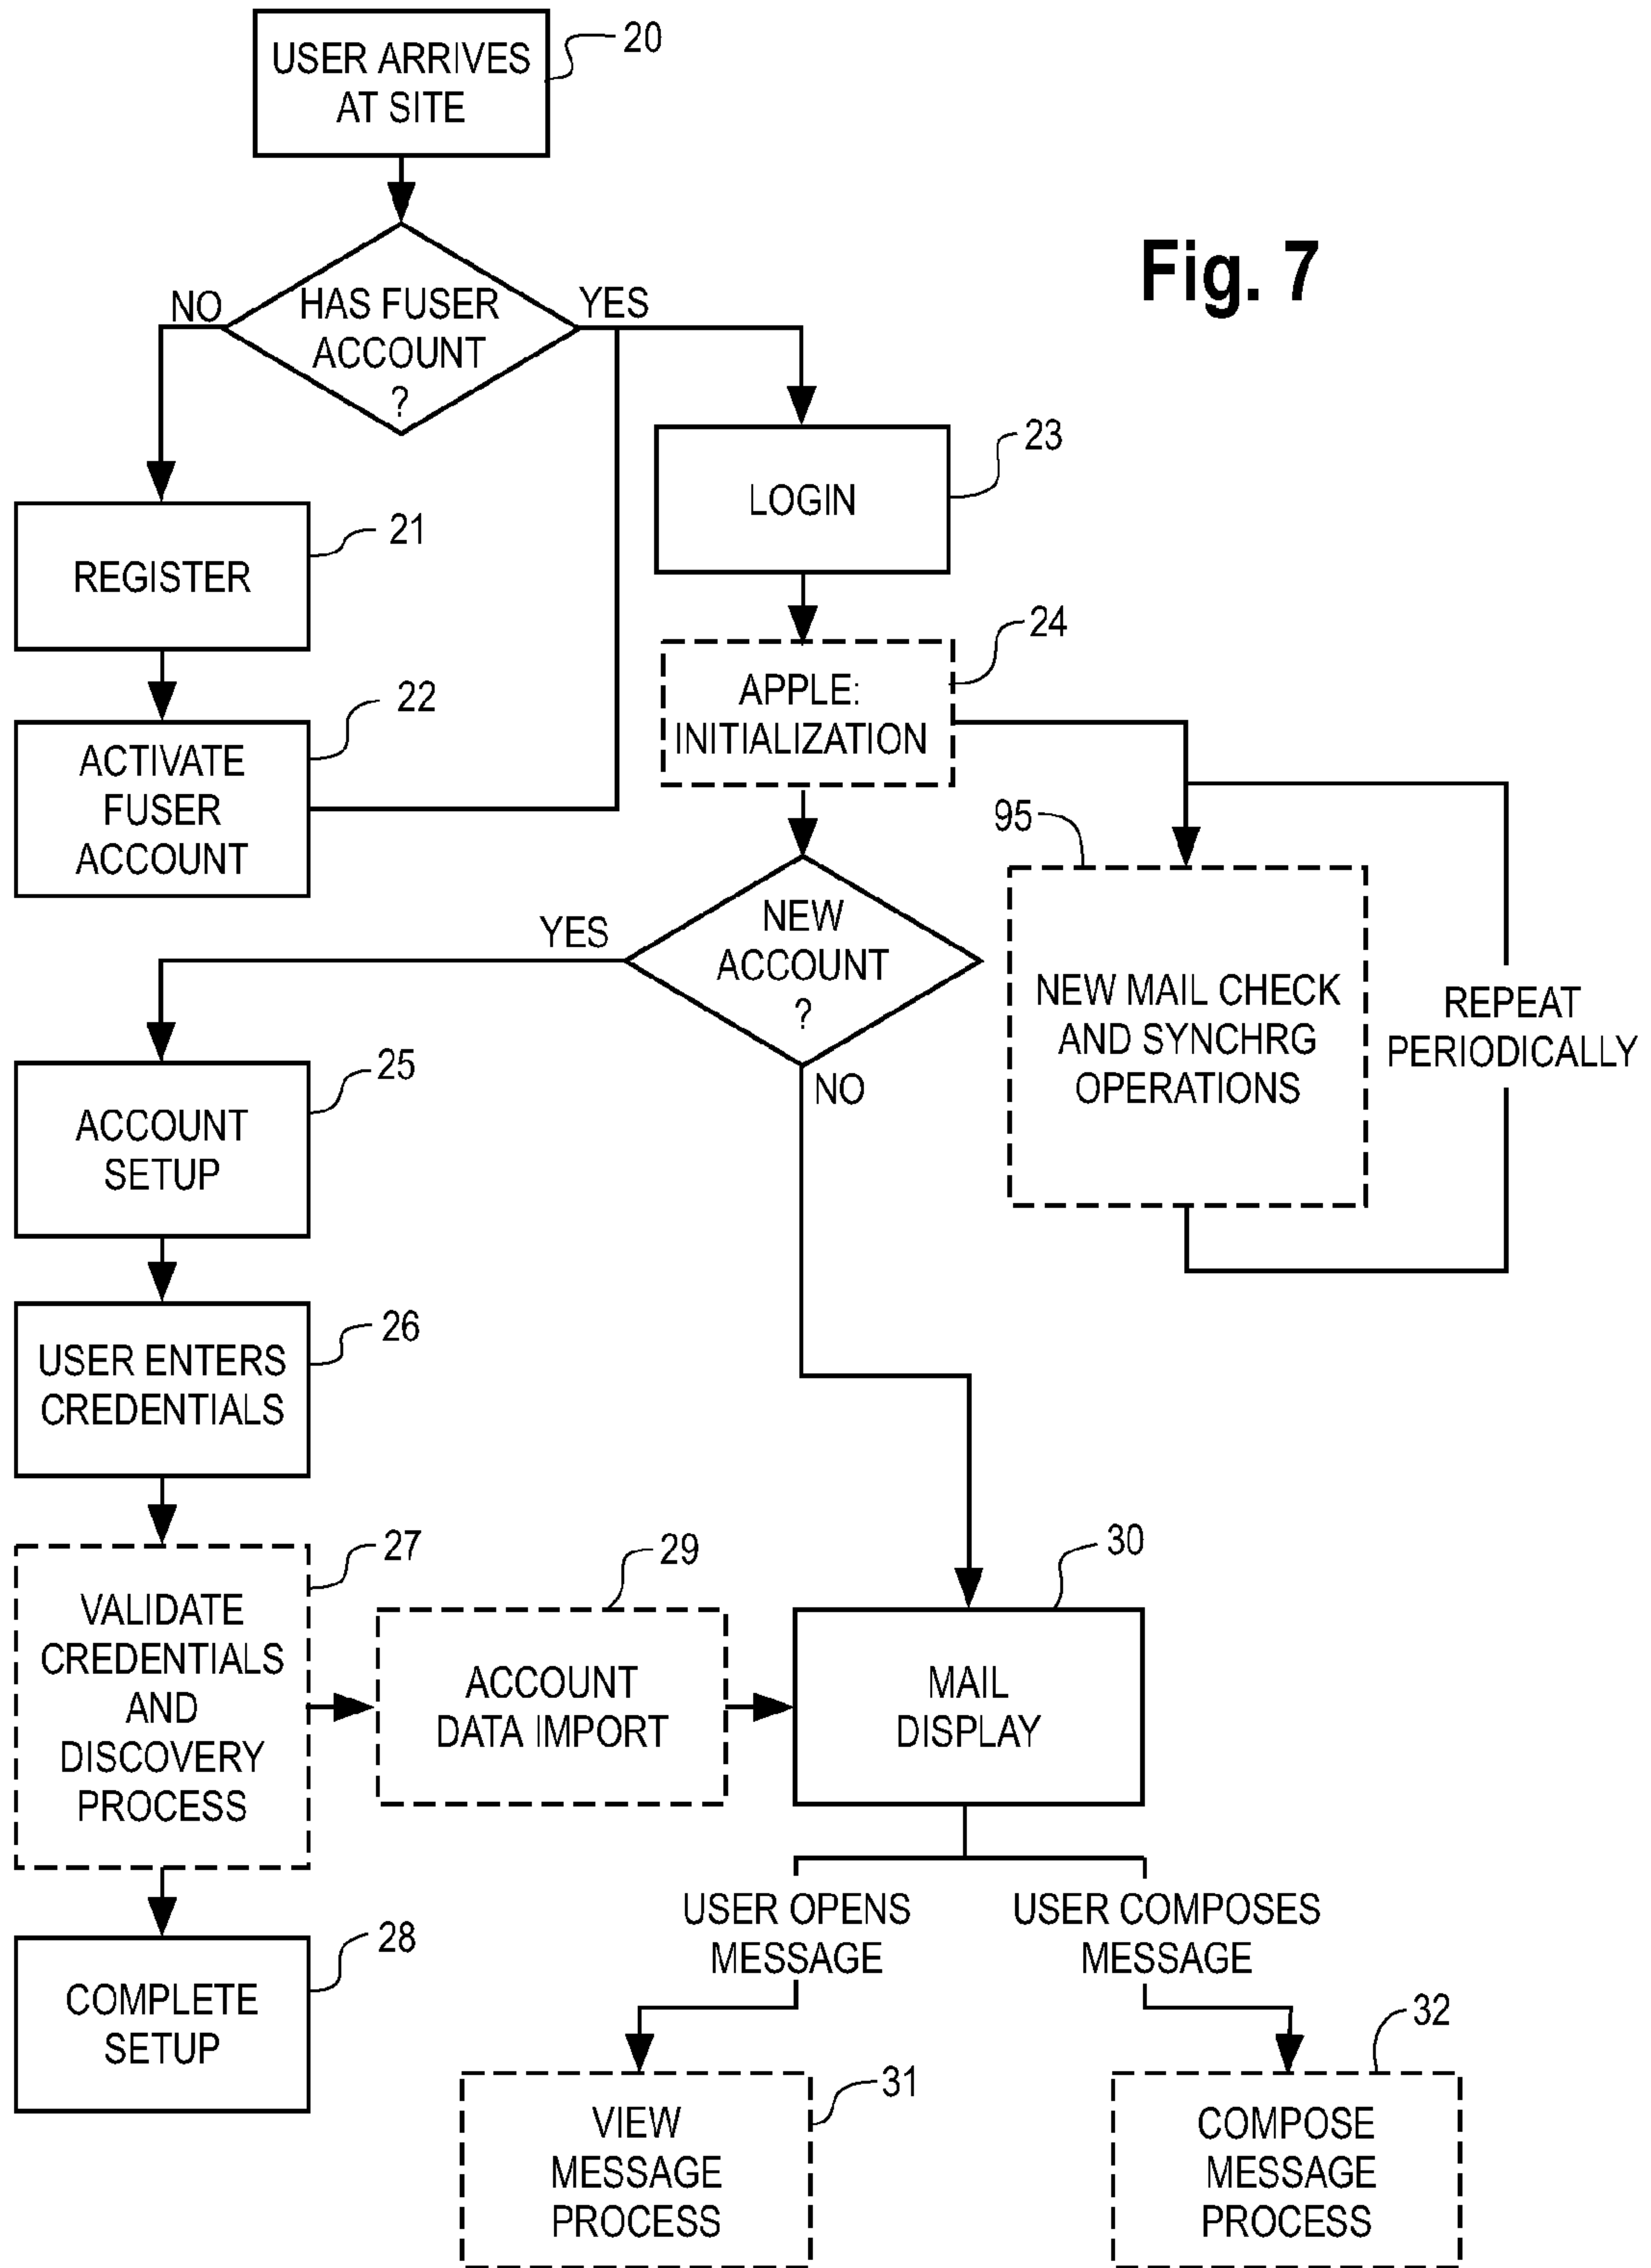 20
USER ARRIVES
AT SITE
Fig. 7
NO
HAS FUSER
ACCOUNT
?
YES
23
LOGIN
21
REGISTER
24
APPLE:
INITIALIZATION
22
ACTIVATE
FUSER
ACCOUNT
95
NEW MAIL CHECK
AND SYNCHRG
OPERATIONS
REPEAT
PERIODICALLY
YES
NEW
ACCOUNT
?
NO
25
ACCOUNT
SETUP
26
USER ENTERS
CREDENTIALS
27
VALIDATE
CREDENTIALS
AND
DISCOVERY
PROCESS
29
ACCOUNT
DATA IMPORT
30
MAIL
DISPLAY
28
COMPLETE
SETUP
USER OPENS
MESSAGE
USER COMPOSES
MESSAGE
31
VIEW
MESSAGE
PROCESS
32
COMPOSE
MESSAGE
PROCESS